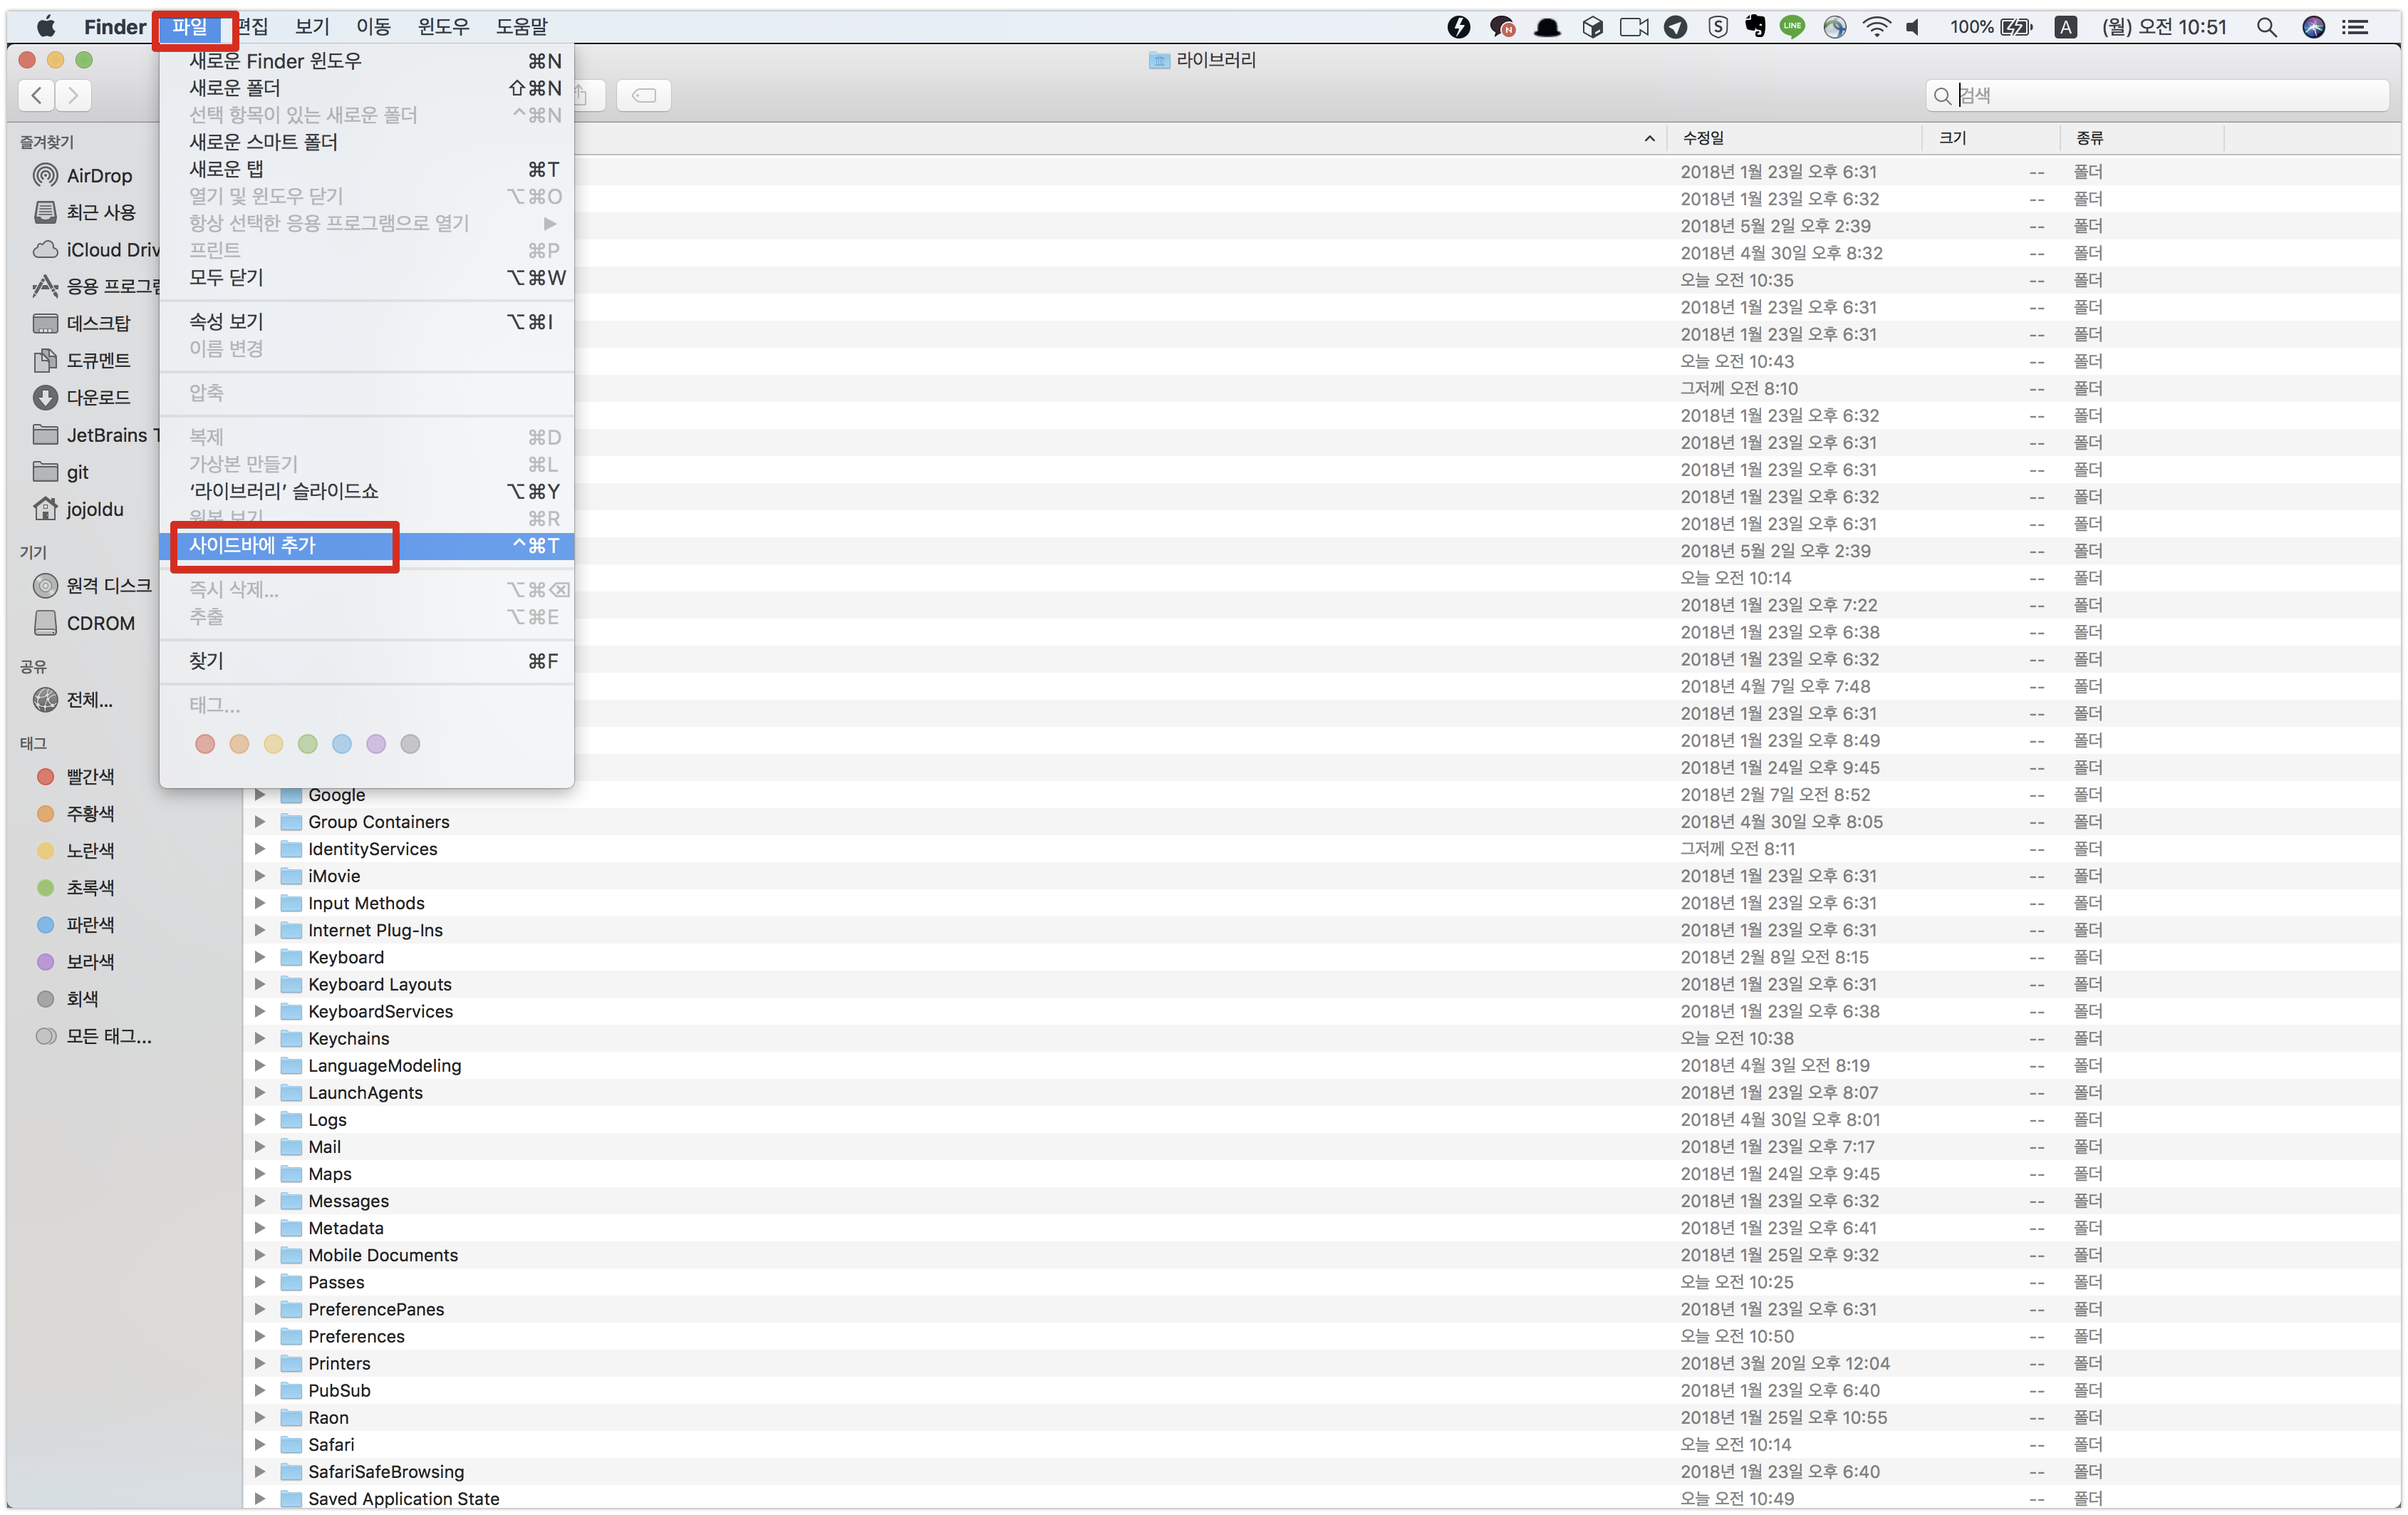 Finder 파일 편집 보기 이동 윈도우 도움말 N S LINE 100% A (월) 오전 10:51
라이브러리
검색
수정일 크기 종류
새로운 Finder 윈도우 ⌘N
새로운 폴더 ⇧⌘N
선택 항목이 있는 새로운 폴더 ^⌘N
새로운 스마트 폴더
새로운 탭 ⌘T
열기 및 윈도우 닫기 ⌥⌘O
항상 선택한 응용 프로그램으로 열기 ▶
프린트 ⌘P
모두 닫기 ⌥⌘W
속성 보기 ⌥⌘I
이름 변경
압축
복제 ⌘D
가상본 만들기 ⌘L
‘라이브러리’ 슬라이드쇼 ⌥⌘Y
원본 보기 ⌘R
사이드바에 추가 ^⌘T
즉시 삭제... ⌥⌘⌫
추출 ⌥⌘E
찾기 ⌘F
태그...
즐겨찾기
AirDrop
최근 사용
iCloud Driv
응용 프로그램
데스크탑
도큐멘트
다운로드
JetBrains T
git
jojoldu
기기
원격 디스크
CDROM
공유
전체...
태그
빨간색
주황색
노란색
초록색
파란색
보라색
회색
모든 태그...
2018년 1월 23일 오후 6:31 -- 폴더
2018년 1월 23일 오후 6:32 -- 폴더
2018년 5월 2일 오후 2:39 -- 폴더
2018년 4월 30일 오후 8:32 -- 폴더
오늘 오전 10:35 -- 폴더
2018년 1월 23일 오후 6:31 -- 폴더
2018년 1월 23일 오후 6:31 -- 폴더
오늘 오전 10:43 -- 폴더
그저께 오전 8:10 -- 폴더
2018년 1월 23일 오후 6:32 -- 폴더
2018년 1월 23일 오후 6:31 -- 폴더
2018년 1월 23일 오후 6:31 -- 폴더
2018년 1월 23일 오후 6:32 -- 폴더
2018년 1월 23일 오후 6:31 -- 폴더
2018년 5월 2일 오후 2:39 -- 폴더
오늘 오전 10:14 -- 폴더
2018년 1월 23일 오후 7:22 -- 폴더
2018년 1월 23일 오후 6:38 -- 폴더
2018년 1월 23일 오후 6:32 -- 폴더
2018년 4월 7일 오후 7:48 -- 폴더
2018년 1월 23일 오후 6:31 -- 폴더
2018년 1월 23일 오후 8:49 -- 폴더
2018년 1월 24일 오후 9:45 -- 폴더
Google 2018년 2월 7일 오전 8:52 -- 폴더
Group Containers 2018년 4월 30일 오후 8:05 -- 폴더
IdentityServices 그저께 오전 8:11 -- 폴더
iMovie 2018년 1월 23일 오후 6:31 -- 폴더
Input Methods 2018년 1월 23일 오후 6:31 -- 폴더
Internet Plug-Ins 2018년 1월 23일 오후 6:31 -- 폴더
Keyboard 2018년 2월 8일 오전 8:15 -- 폴더
Keyboard Layouts 2018년 1월 23일 오후 6:31 -- 폴더
KeyboardServices 2018년 1월 23일 오후 6:38 -- 폴더
Keychains 오늘 오전 10:38 -- 폴더
LanguageModeling 2018년 4월 3일 오전 8:19 -- 폴더
LaunchAgents 2018년 1월 23일 오후 8:07 -- 폴더
Logs 2018년 4월 30일 오후 8:01 -- 폴더
Mail 2018년 1월 23일 오후 7:17 -- 폴더
Maps 2018년 1월 24일 오후 9:45 -- 폴더
Messages 2018년 1월 23일 오후 6:32 -- 폴더
Metadata 2018년 1월 23일 오후 6:41 -- 폴더
Mobile Documents 2018년 1월 25일 오후 9:32 -- 폴더
Passes 오늘 오전 10:25 -- 폴더
PreferencePanes 2018년 1월 23일 오후 6:31 -- 폴더
Preferences 오늘 오전 10:50 -- 폴더
Printers 2018년 3월 20일 오후 12:04 -- 폴더
PubSub 2018년 1월 23일 오후 6:40 -- 폴더
Raon 2018년 1월 25일 오후 10:55 -- 폴더
Safari 오늘 오전 10:14 -- 폴더
SafariSafeBrowsing 2018년 1월 23일 오후 6:40 -- 폴더
Saved Application State 오늘 오전 10:49 -- 폴더